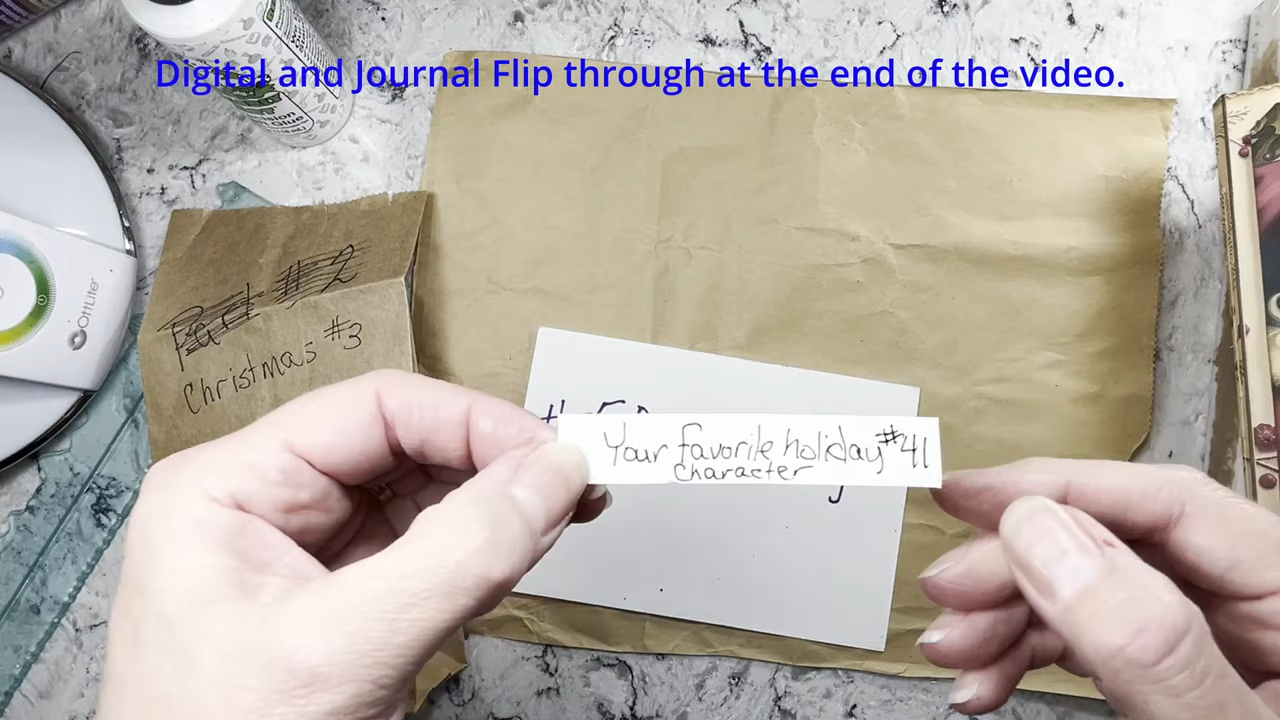 Digital and Journal Flip through at the end of the video.
Part #2
Christmas #3
OttLite
Your favorite holiday #41
Character